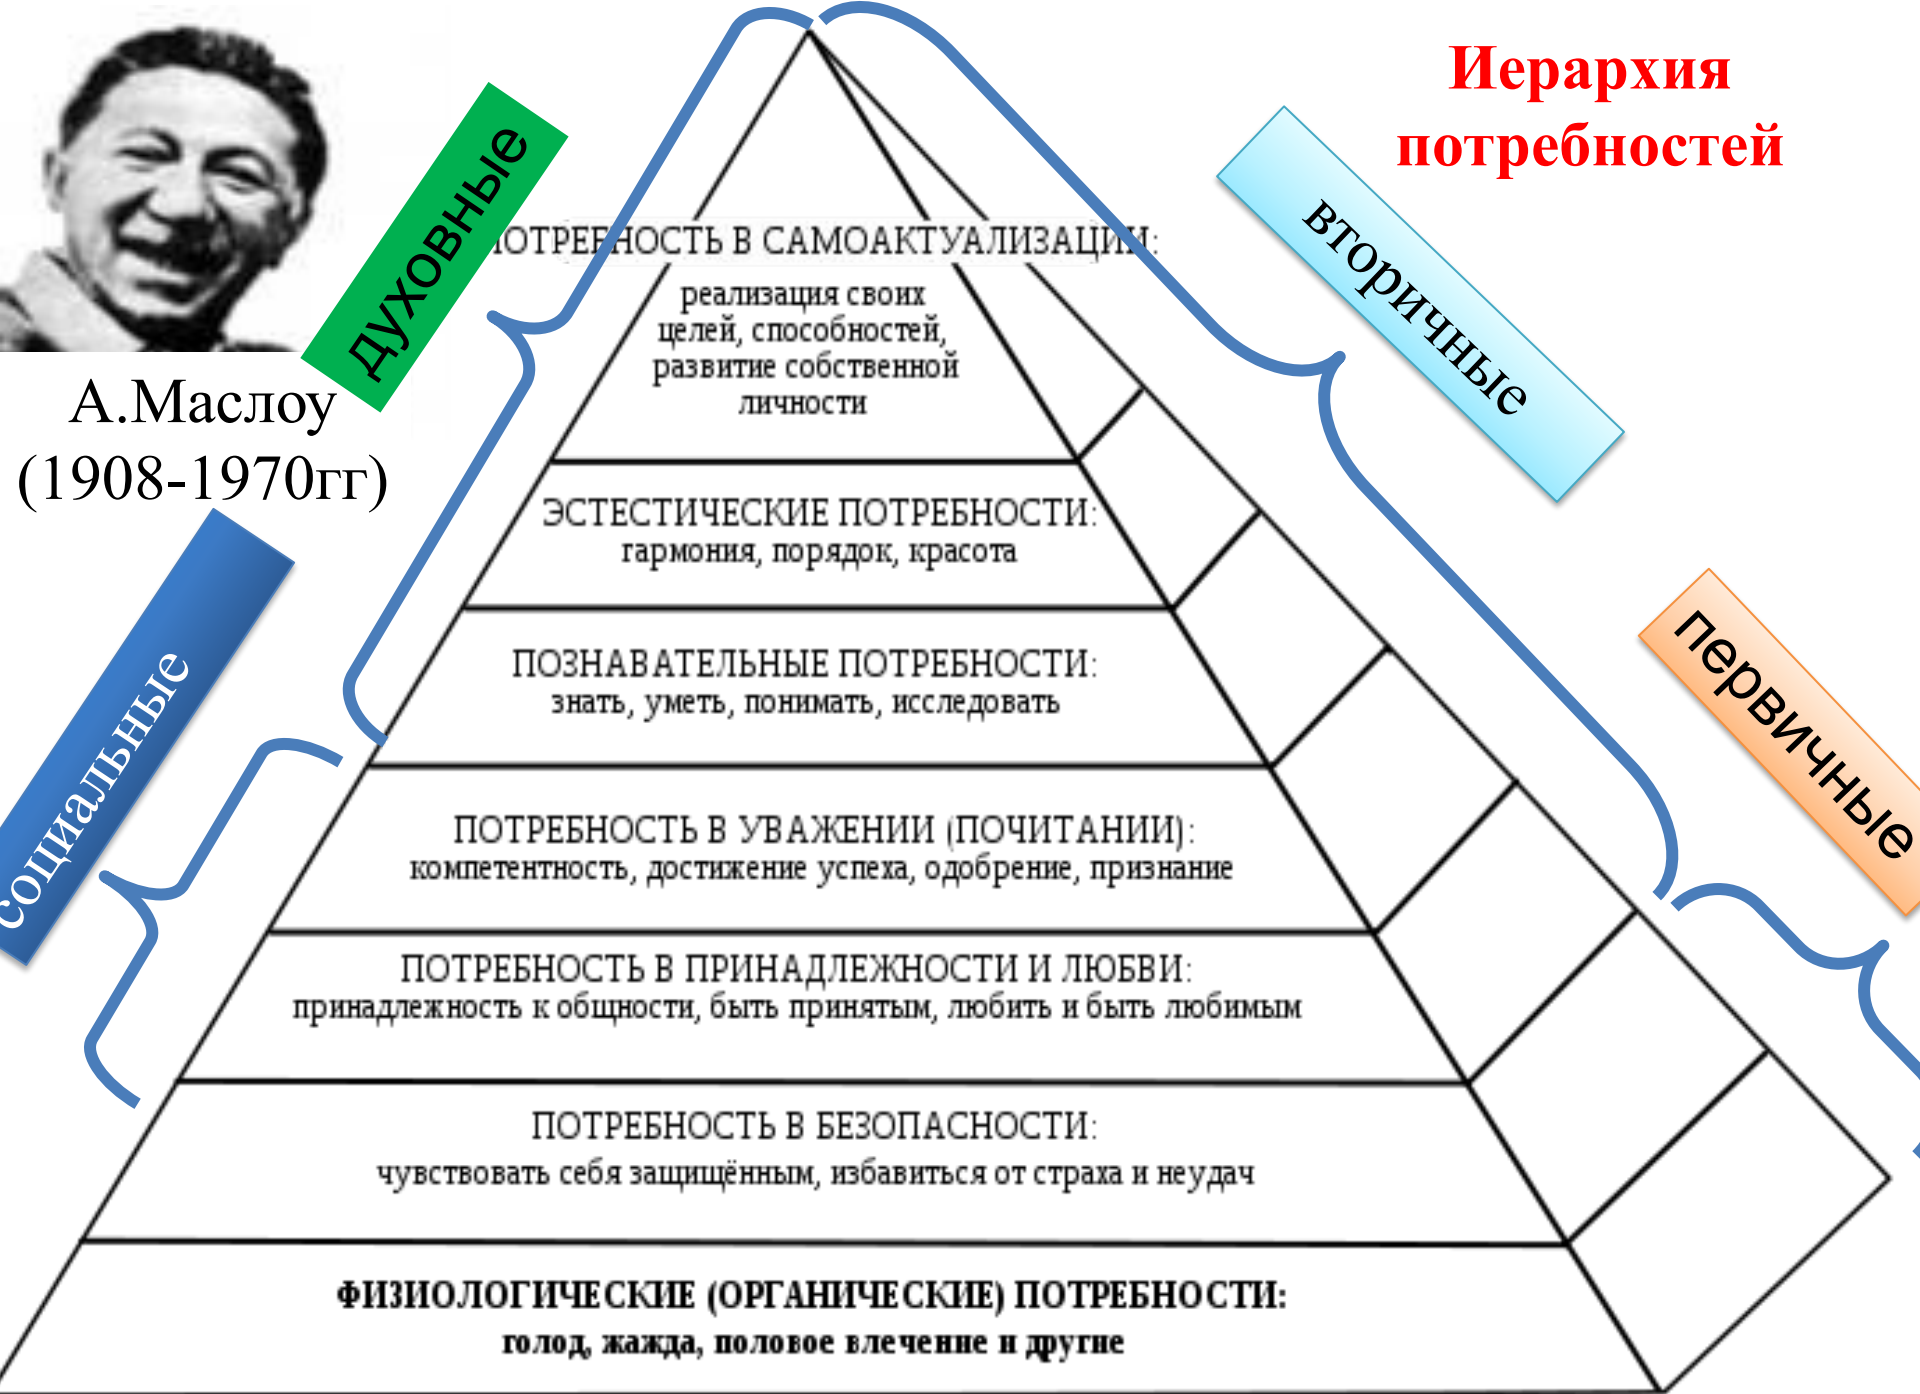 Иерархия
потребностей
А.Маслоу
(1908-1970гг)
духовные
социальные
вторичные
первичные
ПОТРЕБНОСТЬ В САМОАКТУАЛИЗАЦИИ:
реализация своих
целей, способностей,
развитие собственной
личности
ЭСТЕСТИЧЕСКИЕ ПОТРЕБНОСТИ:
гармония, порядок, красота
ПОЗНАВАТЕЛЬНЫЕ ПОТРЕБНОСТИ:
знать, уметь, понимать, исследовать
ПОТРЕБНОСТЬ В УВАЖЕНИИ (ПОЧИТАНИИ):
компетентность, достижение успеха, одобрение, признание
ПОТРЕБНОСТЬ В ПРИНАДЛЕЖНОСТИ И ЛЮБВИ:
принадлежность к общности, быть принятым, любить и быть любимым
ПОТРЕБНОСТЬ В БЕЗОПАСНОСТИ:
чувствовать себя защищённым, избавиться от страха и неудач
ФИЗИОЛОГИЧЕСКИЕ (ОРГАНИЧЕСКИЕ) ПОТРЕБНОСТИ:
голод, жажда, половое влечение и другие